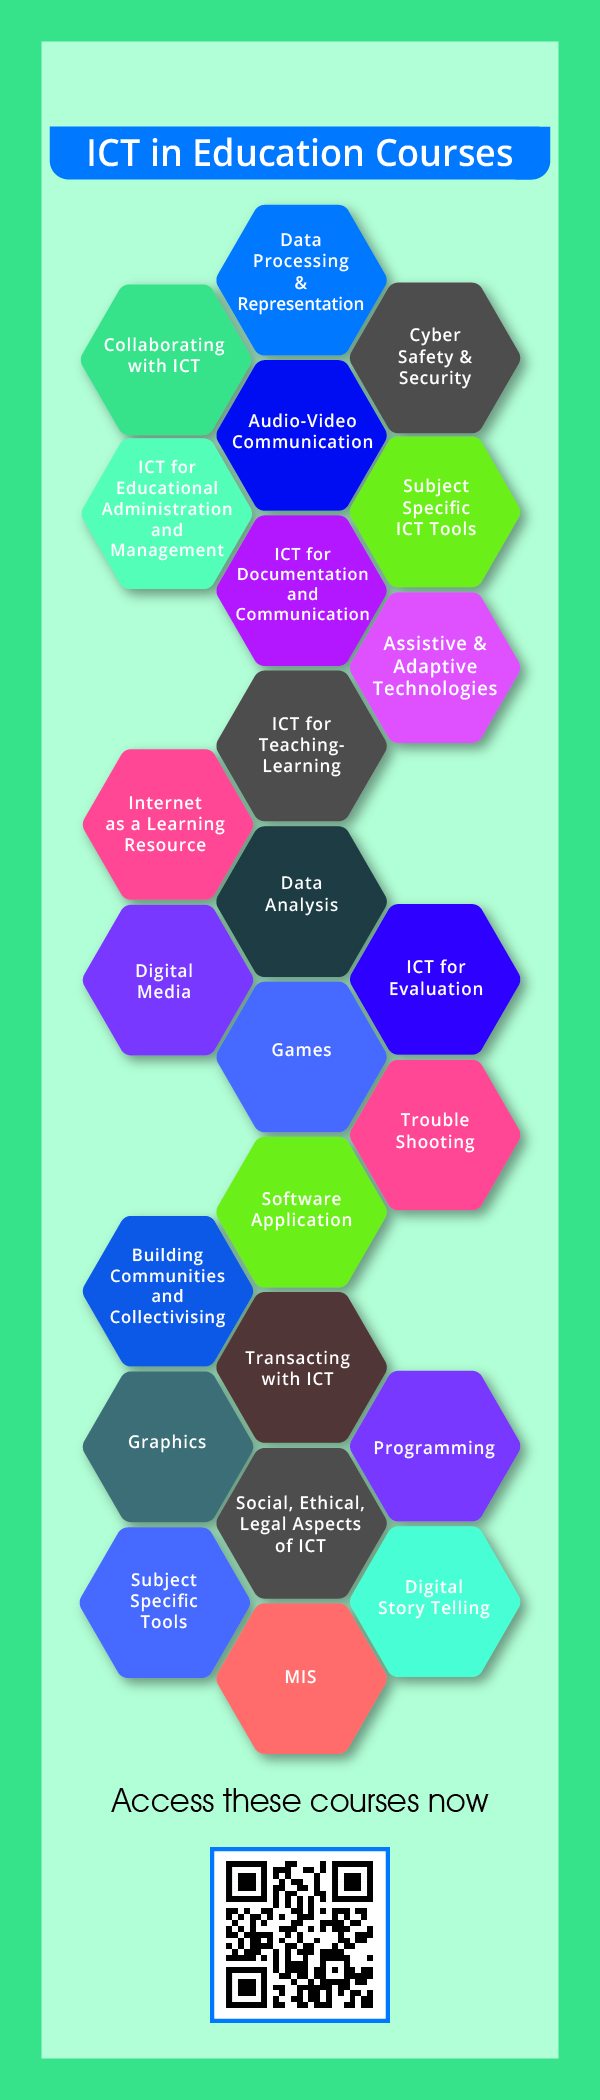 ICT in Education Courses
Data
Processing
&
Representation
Collaborating
with ICT
Cyber
Safety &
Security
Audio-Video
Communication
ICT for
Educational
Administration
and
Management
Subject
Specific
ICT Tools
ICT for
Documentation
and
Communication
Assistive &
Adaptive
Technologies
ICT for
Teaching-
Learning
Internet
as a Learning
Resource
Data
Analysis
Digital
Media
ICT for
Evaluation
Games
Trouble
Shooting
Software
Application
Building
Communities
and
Collectivising
Transacting
with ICT
Graphics
Programming
Social, Ethical,
Legal Aspects
of ICT
Subject
Specific
Tools
Digital
Story Telling
MIS
Access these courses now